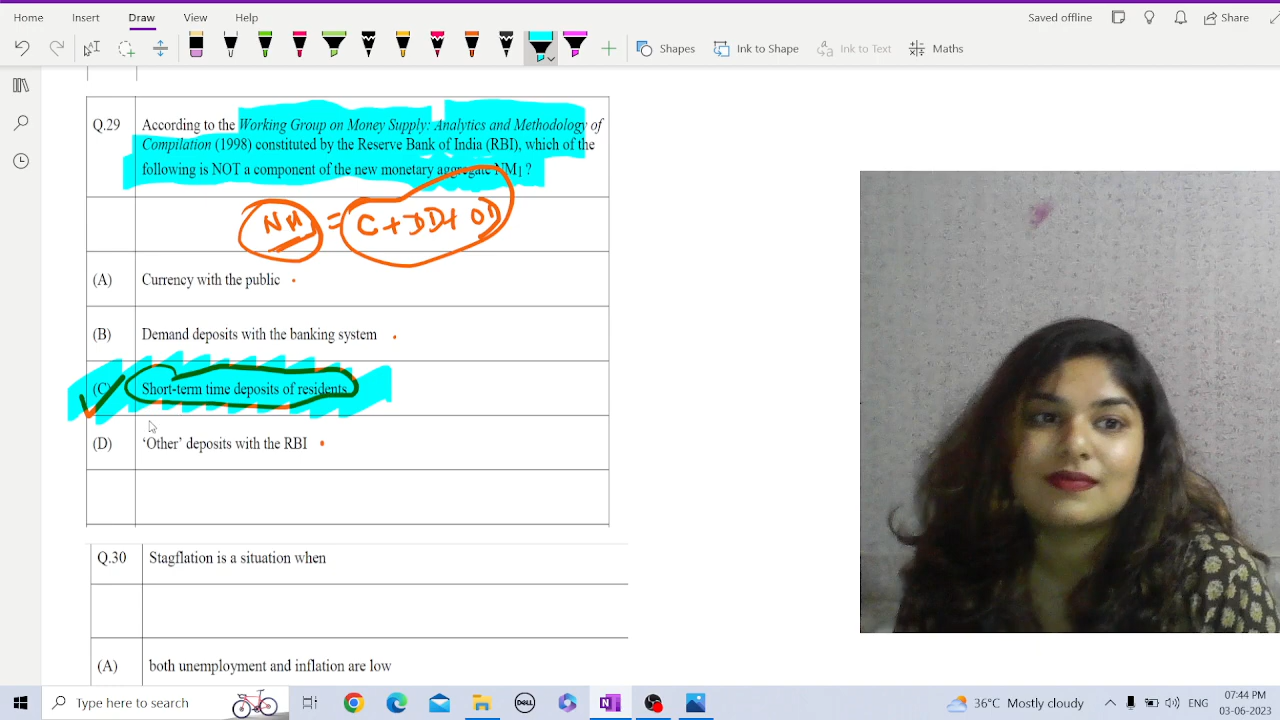 Home Insert Draw View Help Saved offline Share
Shapes Ink to Shape Ink to Text Maths
Q.29 According to the Working Group on Money Supply: Analytics and Methodology of
Compilation (1998) constituted by the Reserve Bank of India (RBI), which of the
following is NOT a component of the new monetary aggregate NM1 ?
NM1 = C + DD + OD
(A) Currency with the public
(B) Demand deposits with the banking system
(C) Short-term time deposits of residents
(D) ‘Other’ deposits with the RBI
Q.30 Stagflation is a situation when
(A) both unemployment and inflation are low
Type here to search DELL N 36°C Mostly cloudy ENG 07:44 PM
03-06-2023